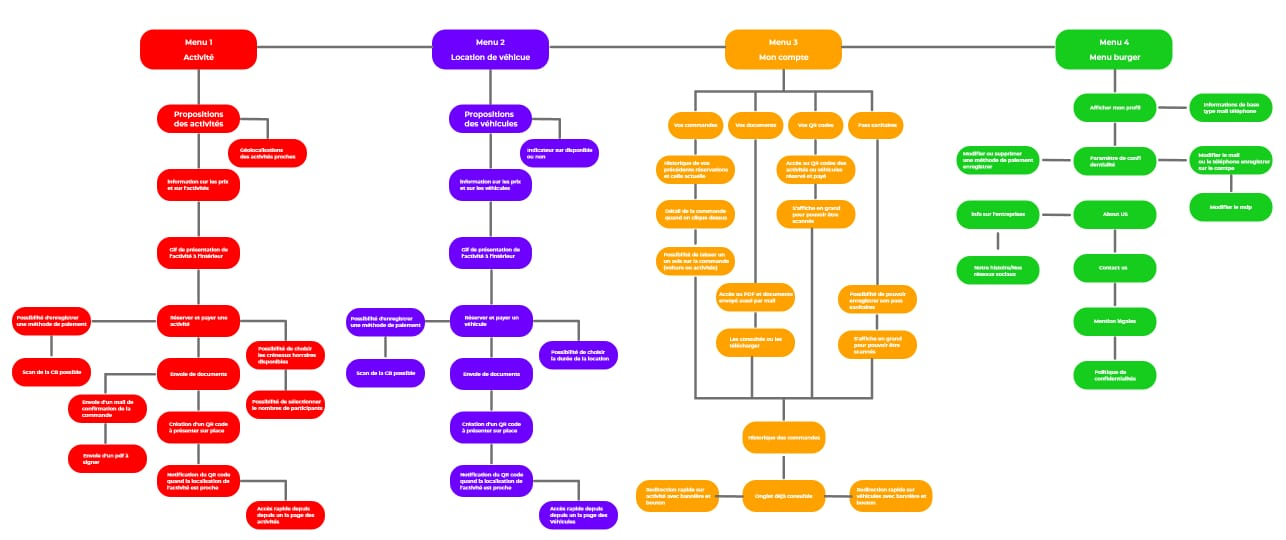 Menu 1
Activité
Propositions
des activités
Géolocalisations
des activités proches
Information sur les prix
et sur l'activités
Gif de présentation de
l'activité à l'intérieur
Possibilité d'enregistrer
une méthode de paiement
Réserver et payer une
activité
Possibilité de choisir
les créneaux horraires
disponibles
Scan de la CB possible
Envoie de documents
Possibilité de sélectionner
le nombres de participants
Envoie d'un mail de
confirmation de la
commande
Création d'un QR code
à présenter sur place
Envoie d'un pdf à
signer
Notification du QR code
quand la localisation de
l'activité est proche
Accès rapide depuis
depuis un la page des
activités
Menu 2
Location de véhicue
Propositions
des véhicules
Indicateur sur disponible
ou non
Information sur les prix
et sur les véhicules
Gif de présentation de
l'activité à l'intérieur
Possibilité d'enregistrer
une méthode de paiement
Réserver et payer un
véhicule
Possibilité de choisir
la durée de la location
Scan de la CB possible
Envoie de documents
Création d'un QR code
à présenter sur place
Notification du QR code
quand la localisation de
l'activité est proche
Accès rapide depuis
depuis un la page des
Véhicules
Menu 3
Mon compte
Vos commandes
Vos documents
Vos QR codes
Pass sanitaires
Historique de vos
précédente réservations
et celle actuelle
Accès au QR codes des
activités ou véhicules
réservé et payé
Détail de la commande
quand on clique dessus
S'affiche en grand
pour pouvoir être
scannés
Possibilité de laisser un
un avis sur la commande
(voiture ou activités)
Accès au PDF et documents
envoyé aussi par mail
Possibilité de pouvoir
enregistrer son pass
sanitaires
Les consultés ou les
télécharger
S'affiche en grand
pour pouvoir être
scannés
Historique des commandes
Redirection rapide sur
activité avec bannière et
bouton
Onglet déjà consultée
Redirection rapide sur
véhicules avec bannière et
bouton
Menu 4
Menu burger
Afficher mon profil
Informations de base
type mail téléphone
Modifier ou supprimer
une méthode de paiement
enregistrer
Paramètre de confi
dentialité
Modifier le mail
ou le téléphone enregistrer
sur le compte
Modifier le mdp
Info sur l'entreprises
About US
Notre histoire/Nos
réseaux sociaux
Contact us
Mention légales
Politique de
confidentialités